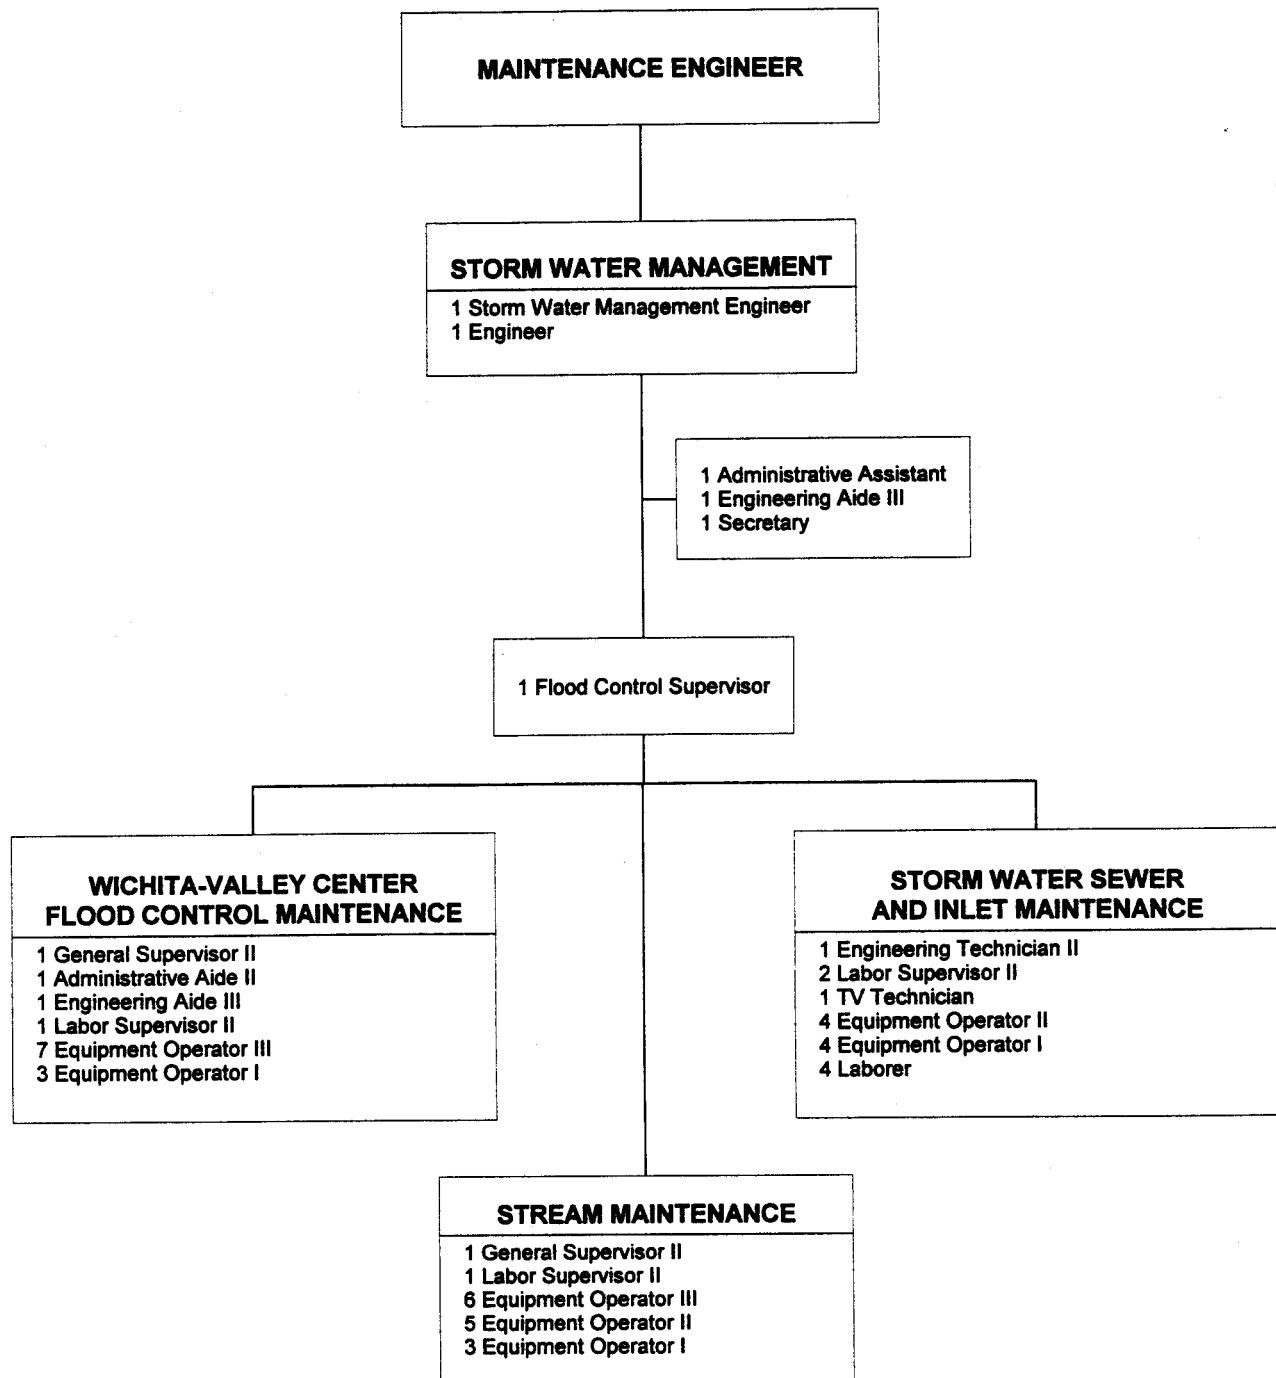 MAINTENANCE ENGINEER
STORM WATER MANAGEMENT
1 Storm Water Management Engineer
1 Engineer
1 Administrative Assistant
1 Engineering Aide III
1 Secretary
1 Flood Control Supervisor
WICHITA-VALLEY CENTER
FLOOD CONTROL MAINTENANCE
1 General Supervisor II
1 Administrative Aide II
1 Engineering Aide III
1 Labor Supervisor II
7 Equipment Operator III
3 Equipment Operator I
STORM WATER SEWER
AND INLET MAINTENANCE
1 Engineering Technician II
2 Labor Supervisor II
1 TV Technician
4 Equipment Operator II
4 Equipment Operator I
4 Laborer
STREAM MAINTENANCE
1 General Supervisor II
1 Labor Supervisor II
6 Equipment Operator III
5 Equipment Operator II
3 Equipment Operator I